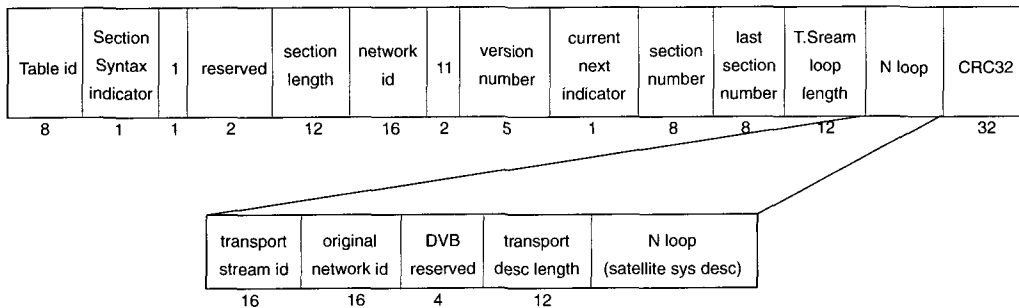 Table id
Section
Syntax
indicator
1
reserved
section
length
network
id
11
version
number
current
next
indicator
section
number
last
section
number
T.Sream
loop
length
N loop
CRC32
8
1
1
2
12
16
2
5
1
8
8
12
32
transport
stream id
original
network id
DVB
reserved
transport
desc length
N loop
(satellite sys desc)
16
16
4
12